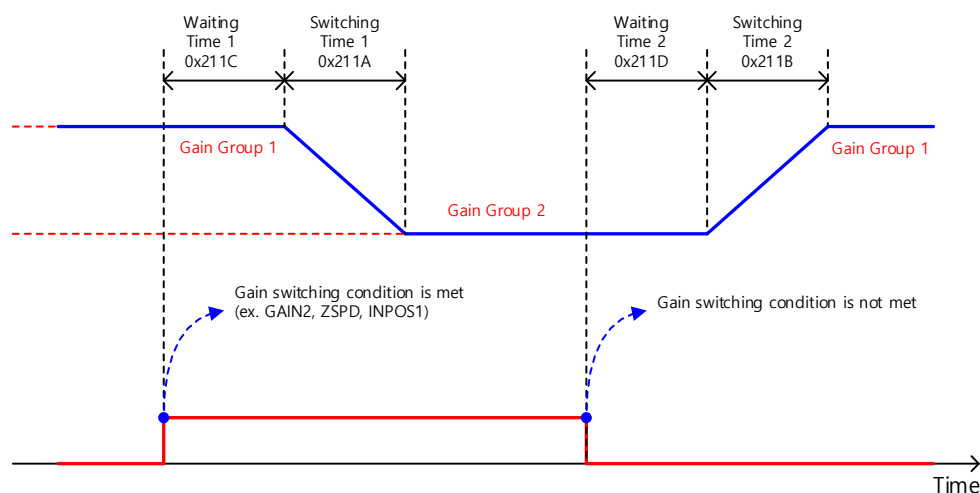 Waiting
Time 1
0x211C
Switching
Time 1
0x211A
Waiting
Time 2
0x211D
Switching
Time 2
0x211B
Gain Group 1
Gain Group 2
Gain Group 1
Gain switching condition is met
(ex. GAIN2, ZSPD, INPOS1)
Gain switching condition is not met
Time